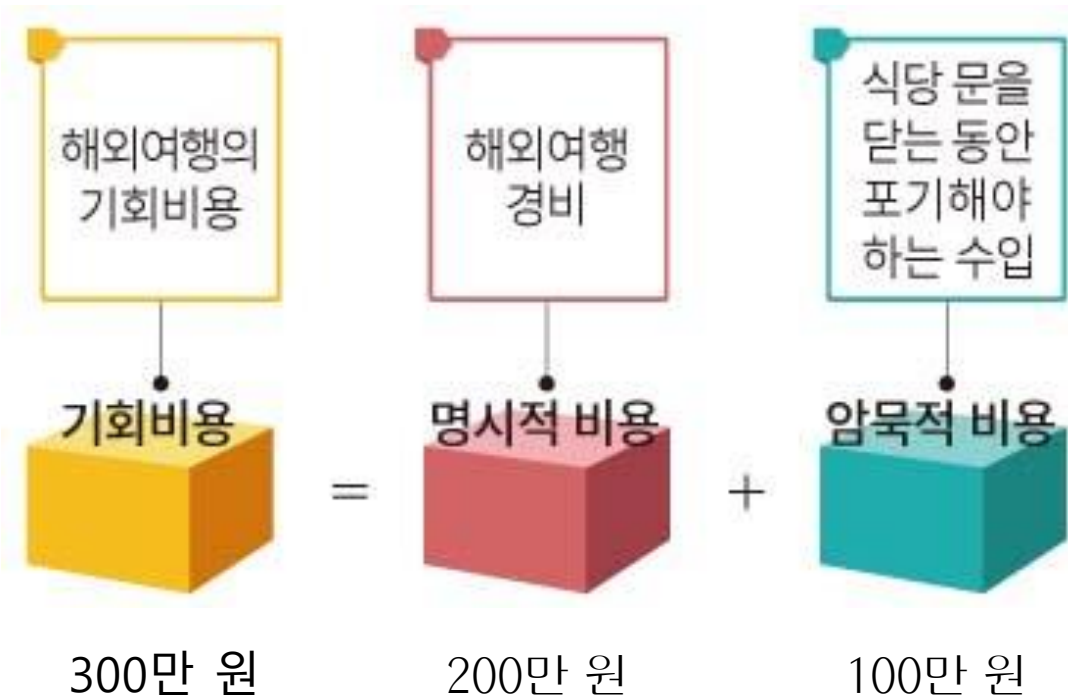 해외여행의
기회비용
해외여행
경비
식당 문을
닫는 동안
포기해야
하는 수입
기회비용
=
명시적 비용
+
암묵적 비용
300만 원
200만 원
100만 원